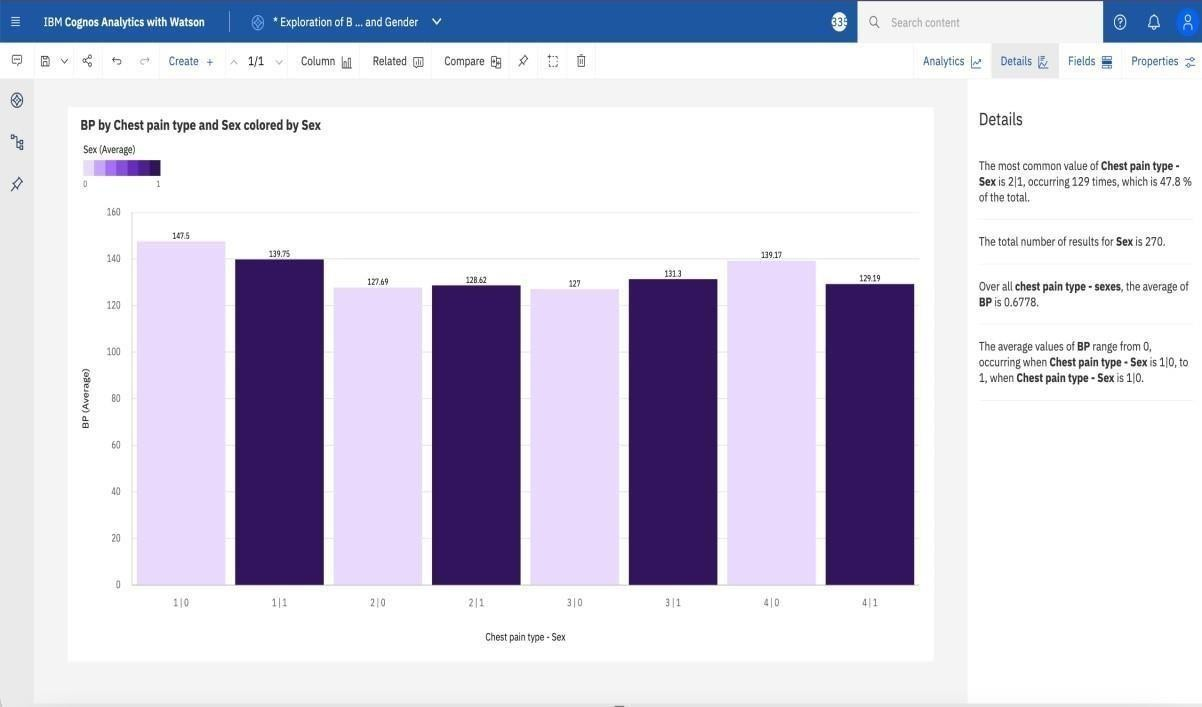 IBM Cognos Analytics with Watson
* Exploration of B ... and Gender
Search content
Create +
1/1
Column
Related
Compare
Analytics
Details
Fields
Properties
BP by Chest pain type and Sex colored by Sex
Sex (Average)
0 1
160
140
120
100
80
60
40
20
0
BP (Average)
147.5
139.75
127.69
128.62
127
131.3
139.17
129.19
1 | 0
1 | 1
2 | 0
2 | 1
3 | 0
3 | 1
4 | 0
4 | 1
Chest pain type - Sex
Details
The most common value of Chest pain type -
Sex is 2|1, occurring 129 times, which is 47.8 %
of the total.
The total number of results for Sex is 270.
Over all chest pain type - sexes, the average of
BP is 0.6778.
The average values of BP range from 0,
occurring when Chest pain type - Sex is 1|0, to
1, when Chest pain type - Sex is 1|0.